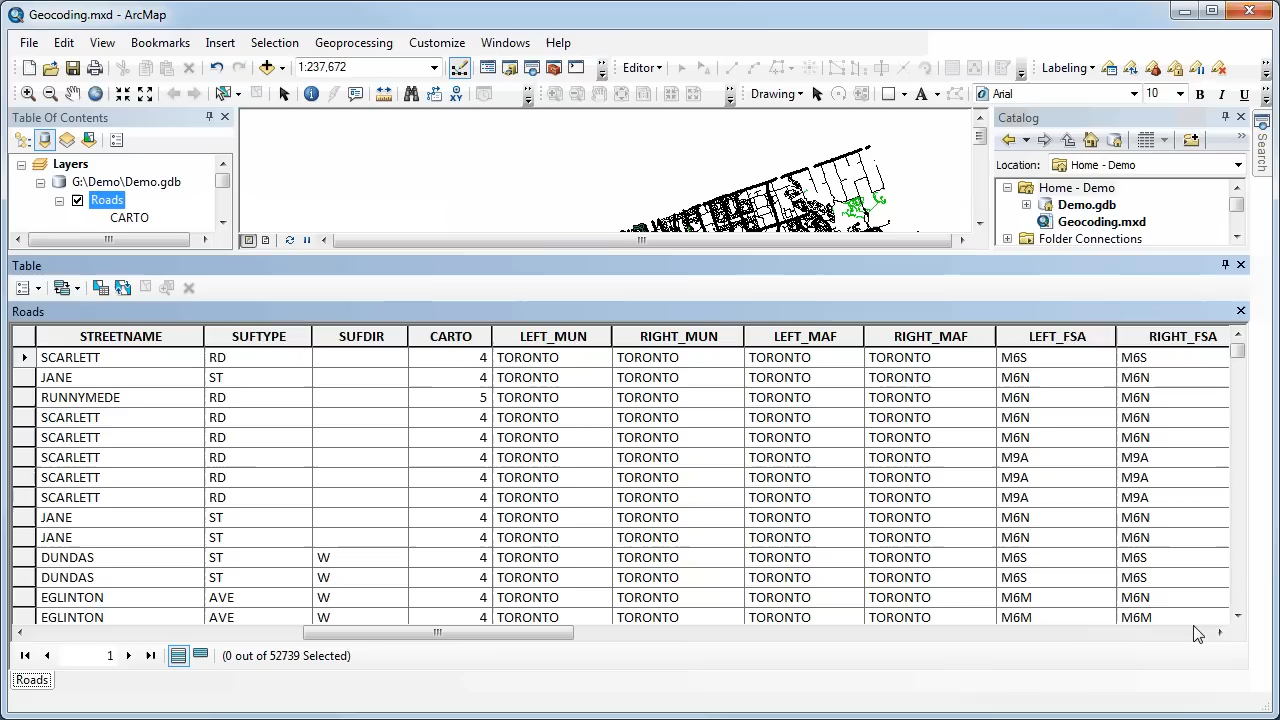 Geocoding.mxd - ArcMap
File Edit View Bookmarks Insert Selection Geoprocessing Customize Windows Help
1:237,672 Editor Labeling
Drawing A Arial 10 B I U
Table Of Contents
Layers
G:\Demo\Demo.gdb
Roads
CARTO
Catalog
Location: Home - Demo
Home - Demo
Demo.gdb
Geocoding.mxd
Folder Connections
Search
Table
Roads
STREETNAME SUFTYPE SUFDIR CARTO LEFT_MUN RIGHT_MUN LEFT_MAF RIGHT_MAF LEFT_FSA RIGHT_FSA
SCARLETT RD 4 TORONTO TORONTO TORONTO TORONTO M6S M6S
JANE ST 4 TORONTO TORONTO TORONTO TORONTO M6N M6N
RUNNYMEDE RD 5 TORONTO TORONTO TORONTO TORONTO M6N M6N
SCARLETT RD 4 TORONTO TORONTO TORONTO TORONTO M6N M6N
SCARLETT RD 4 TORONTO TORONTO TORONTO TORONTO M6N M6N
SCARLETT RD 4 TORONTO TORONTO TORONTO TORONTO M9A M9A
SCARLETT RD 4 TORONTO TORONTO TORONTO TORONTO M9A M9A
SCARLETT RD 4 TORONTO TORONTO TORONTO TORONTO M9A M9A
JANE ST 4 TORONTO TORONTO TORONTO TORONTO M6N M6N
JANE ST 4 TORONTO TORONTO TORONTO TORONTO M6N M6N
DUNDAS ST W 4 TORONTO TORONTO TORONTO TORONTO M6S M6S
DUNDAS ST W 4 TORONTO TORONTO TORONTO TORONTO M6S M6S
EGLINTON AVE W 4 TORONTO TORONTO TORONTO TORONTO M6M M6N
EGLINTON AVE W 4 TORONTO TORONTO TORONTO TORONTO M6M M6M
1 (0 out of 52739 Selected)
Roads